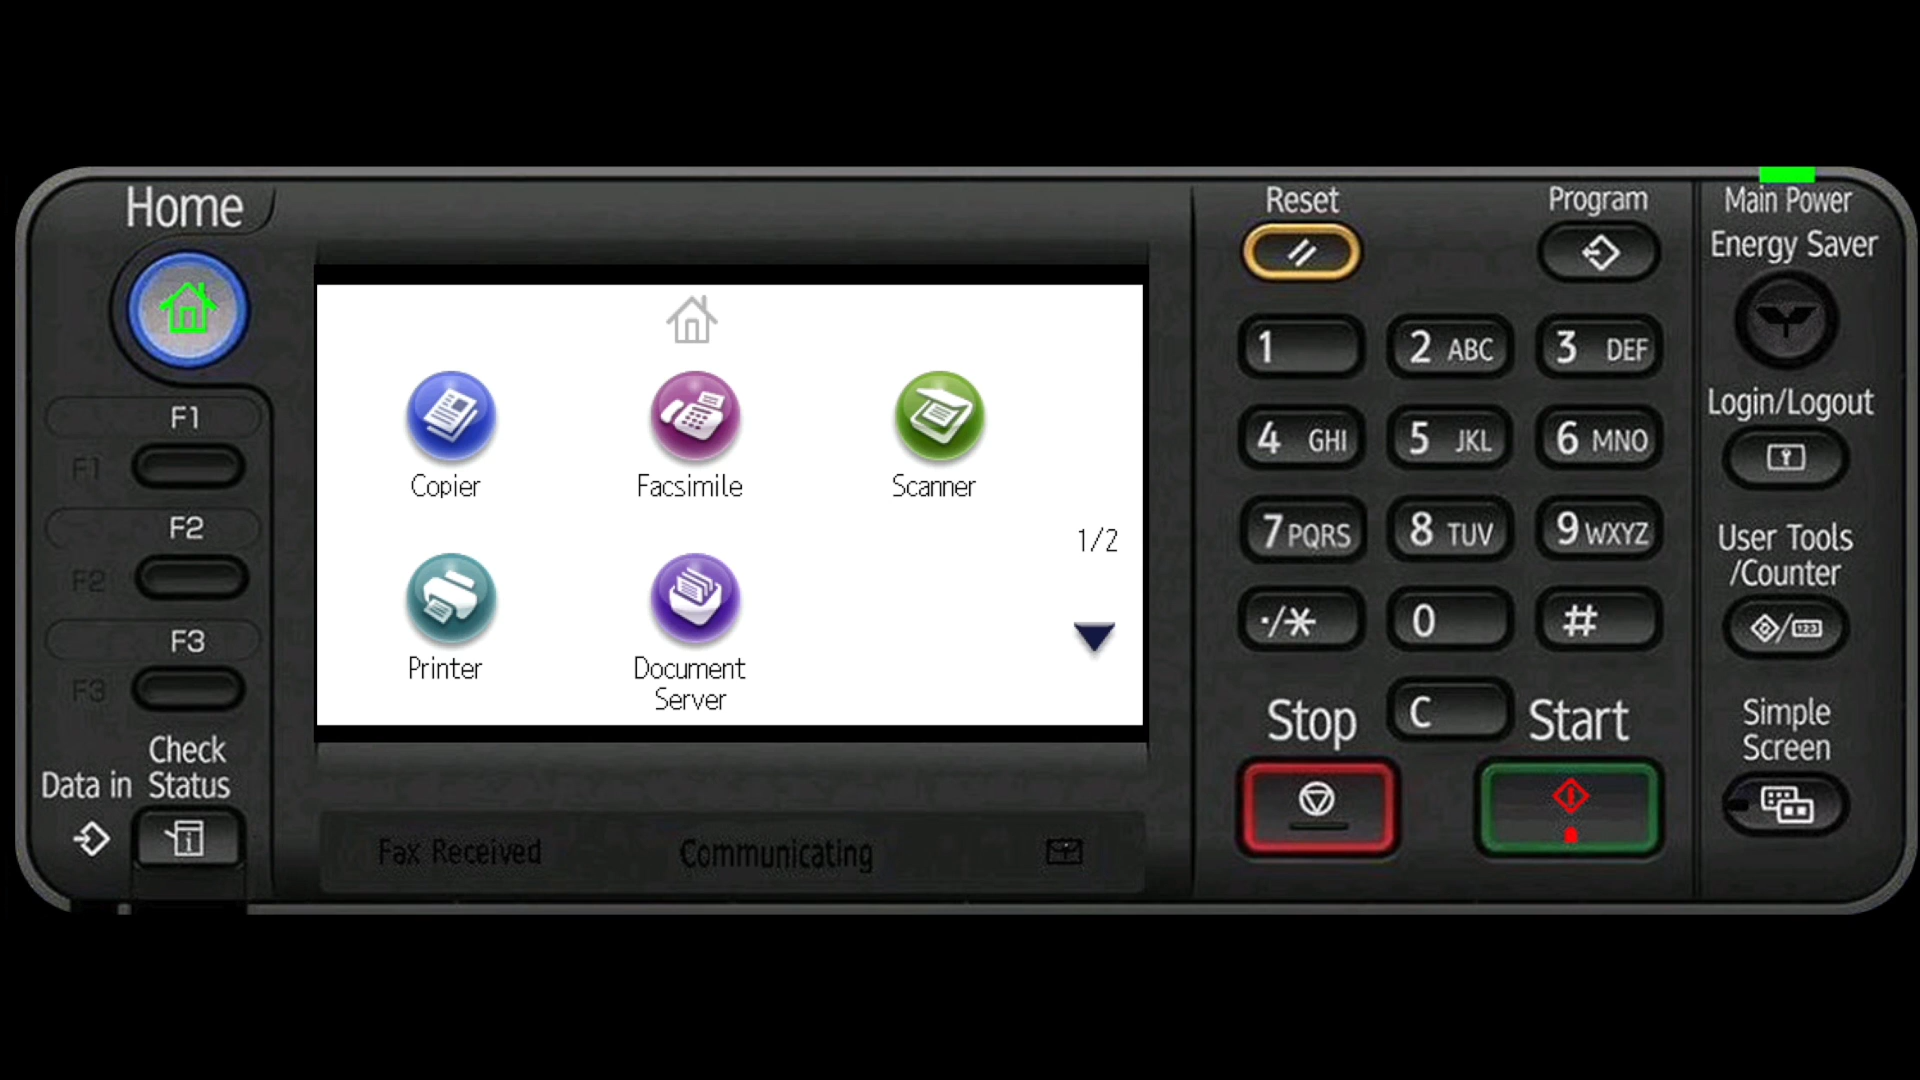 Home
F1
F1
F2
F2
F3
F3
Check
Data in Status
Copier
Facsimile
Scanner
1/2
Printer
Document
Server
Fax Received
Communicating
Reset
Program
1
2 ABC
3 DEF
4 GHI
5 JKL
6 MNO
7 PQRS
8 TUV
9 WXYZ
·/*
0
#
Stop
C
Start
Main Power
Energy Saver
Login/Logout
User Tools
/Counter
123
Simple
Screen